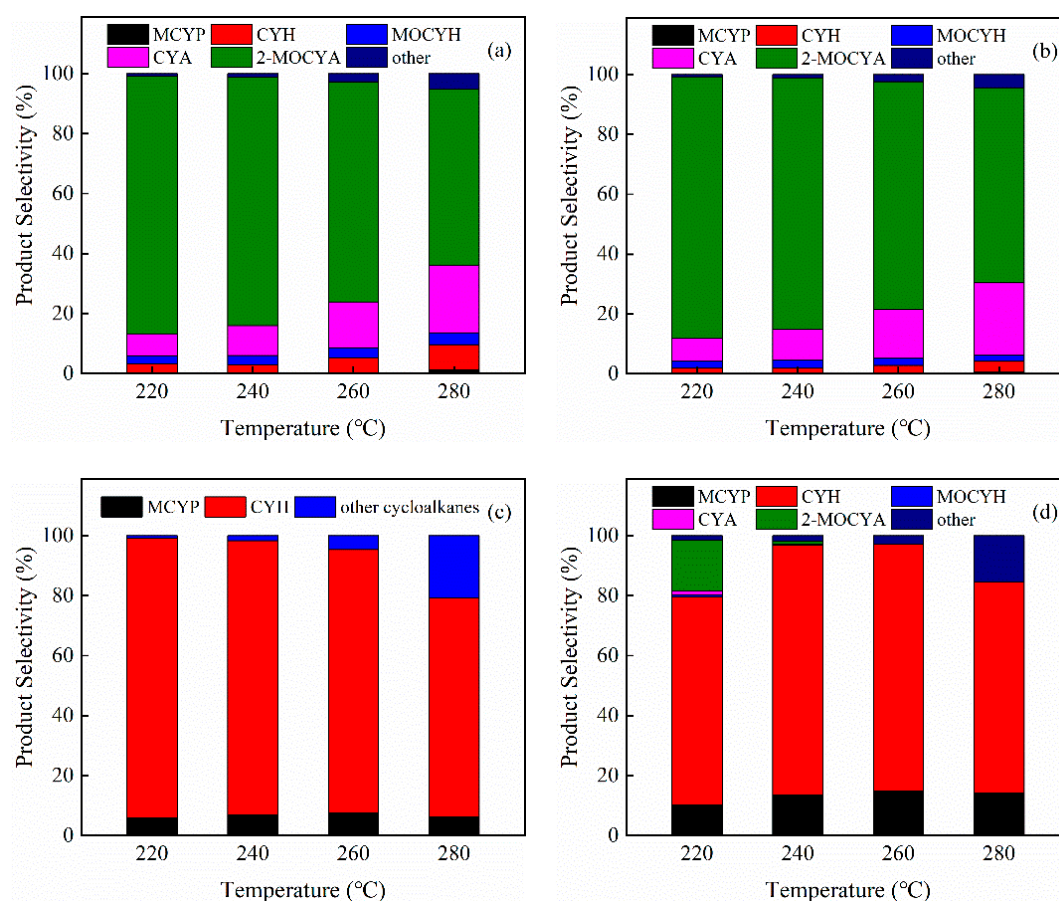 MCYP CYH MOCYH
CYA 2-MOCYA other
(a)
Product Selectivity (%)
100
80
60
40
20
0
220 240 260 280
Temperature (℃)
MCYP CYH MOCYH
CYA 2-MOCYA other
(b)
Product Selectivity (%)
100
80
60
40
20
0
220 240 260 280
Temperature (℃)
MCYP CYH other cycloalkanes
(c)
Product Selectivity (%)
100
80
60
40
20
0
220 240 260 280
Temperature (℃)
MCYP CYH MOCYH
CYA 2-MOCYA other
(d)
Product Selectivity (%)
100
80
60
40
20
0
220 240 260 280
Temperature (℃)